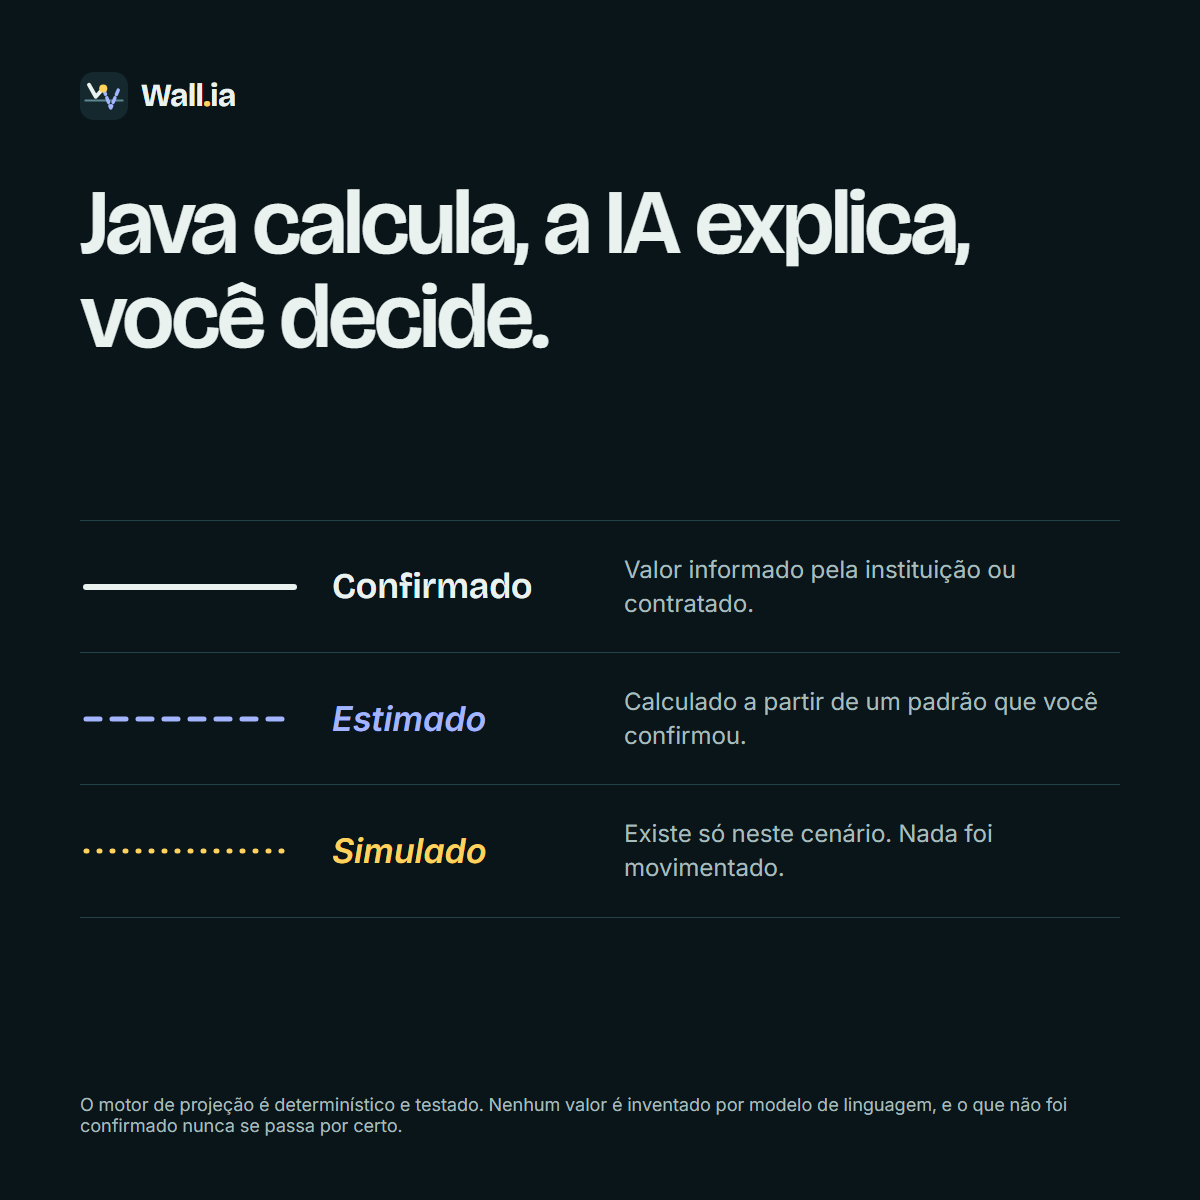 Wall.ia
Java calcula, a IA explica,
você decide.
Confirmado
Valor informado pela instituição ou
contratado.
Estimado
Calculado a partir de um padrão que você
confirmou.
Simulado
Existe só neste cenário. Nada foi
movimentado.
O motor de projeção é determinístico e testado. Nenhum valor é inventado por modelo de linguagem, e o que não foi
confirmado nunca se passa por certo.